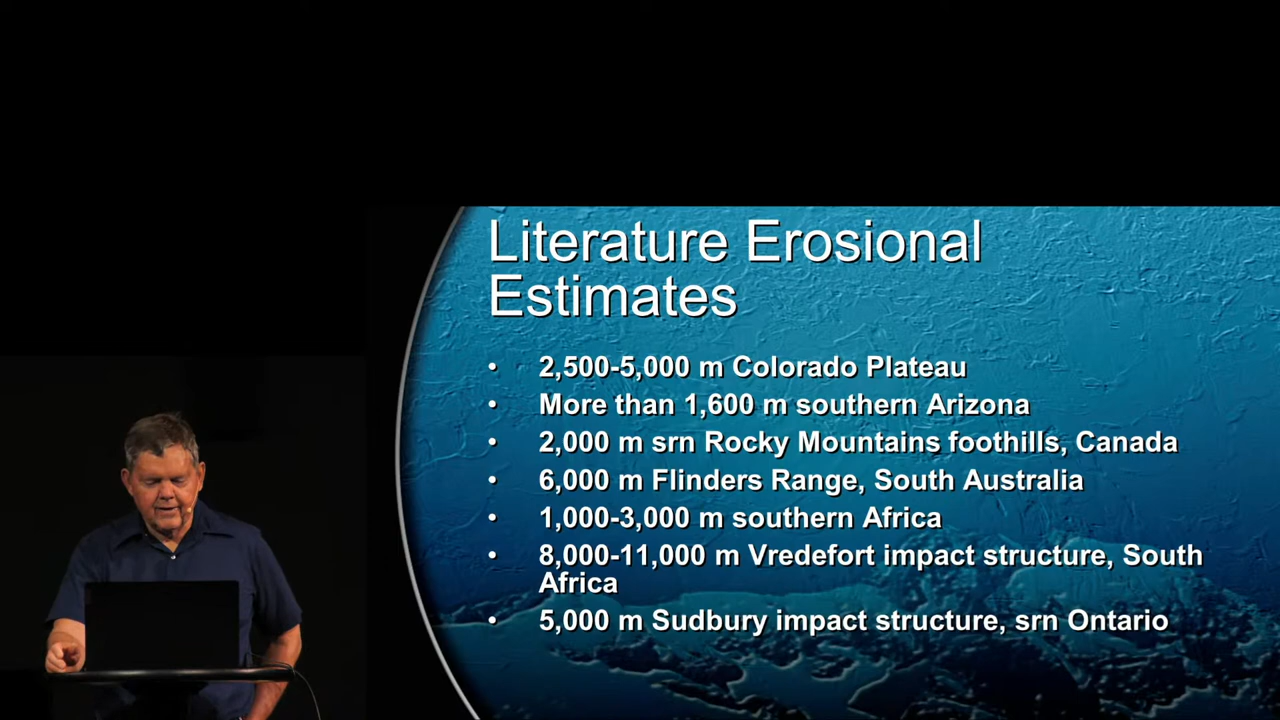 Literature Erosional
Estimates
• 2,500-5,000 m Colorado Plateau
• More than 1,600 m southern Arizona
• 2,000 m srn Rocky Mountains foothills, Canada
• 6,000 m Flinders Range, South Australia
• 1,000-3,000 m southern Africa
• 8,000-11,000 m Vredefort impact structure, South
Africa
• 5,000 m Sudbury impact structure, srn Ontario